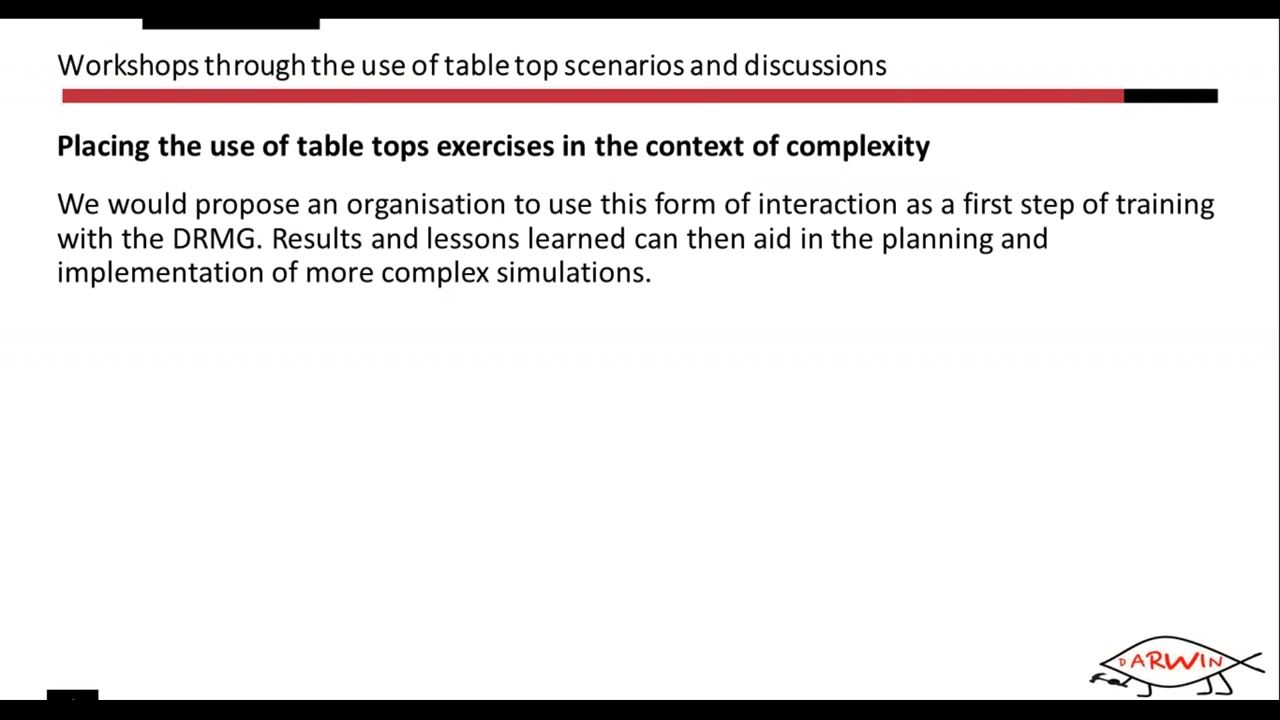 Workshops through the use of table top scenarios and discussions
Placing the use of table tops exercises in the context of complexity
We would propose an organisation to use this form of interaction as a first step of training
with the DRMG. Results and lessons learned can then aid in the planning and
implementation of more complex simulations.
DARWIN